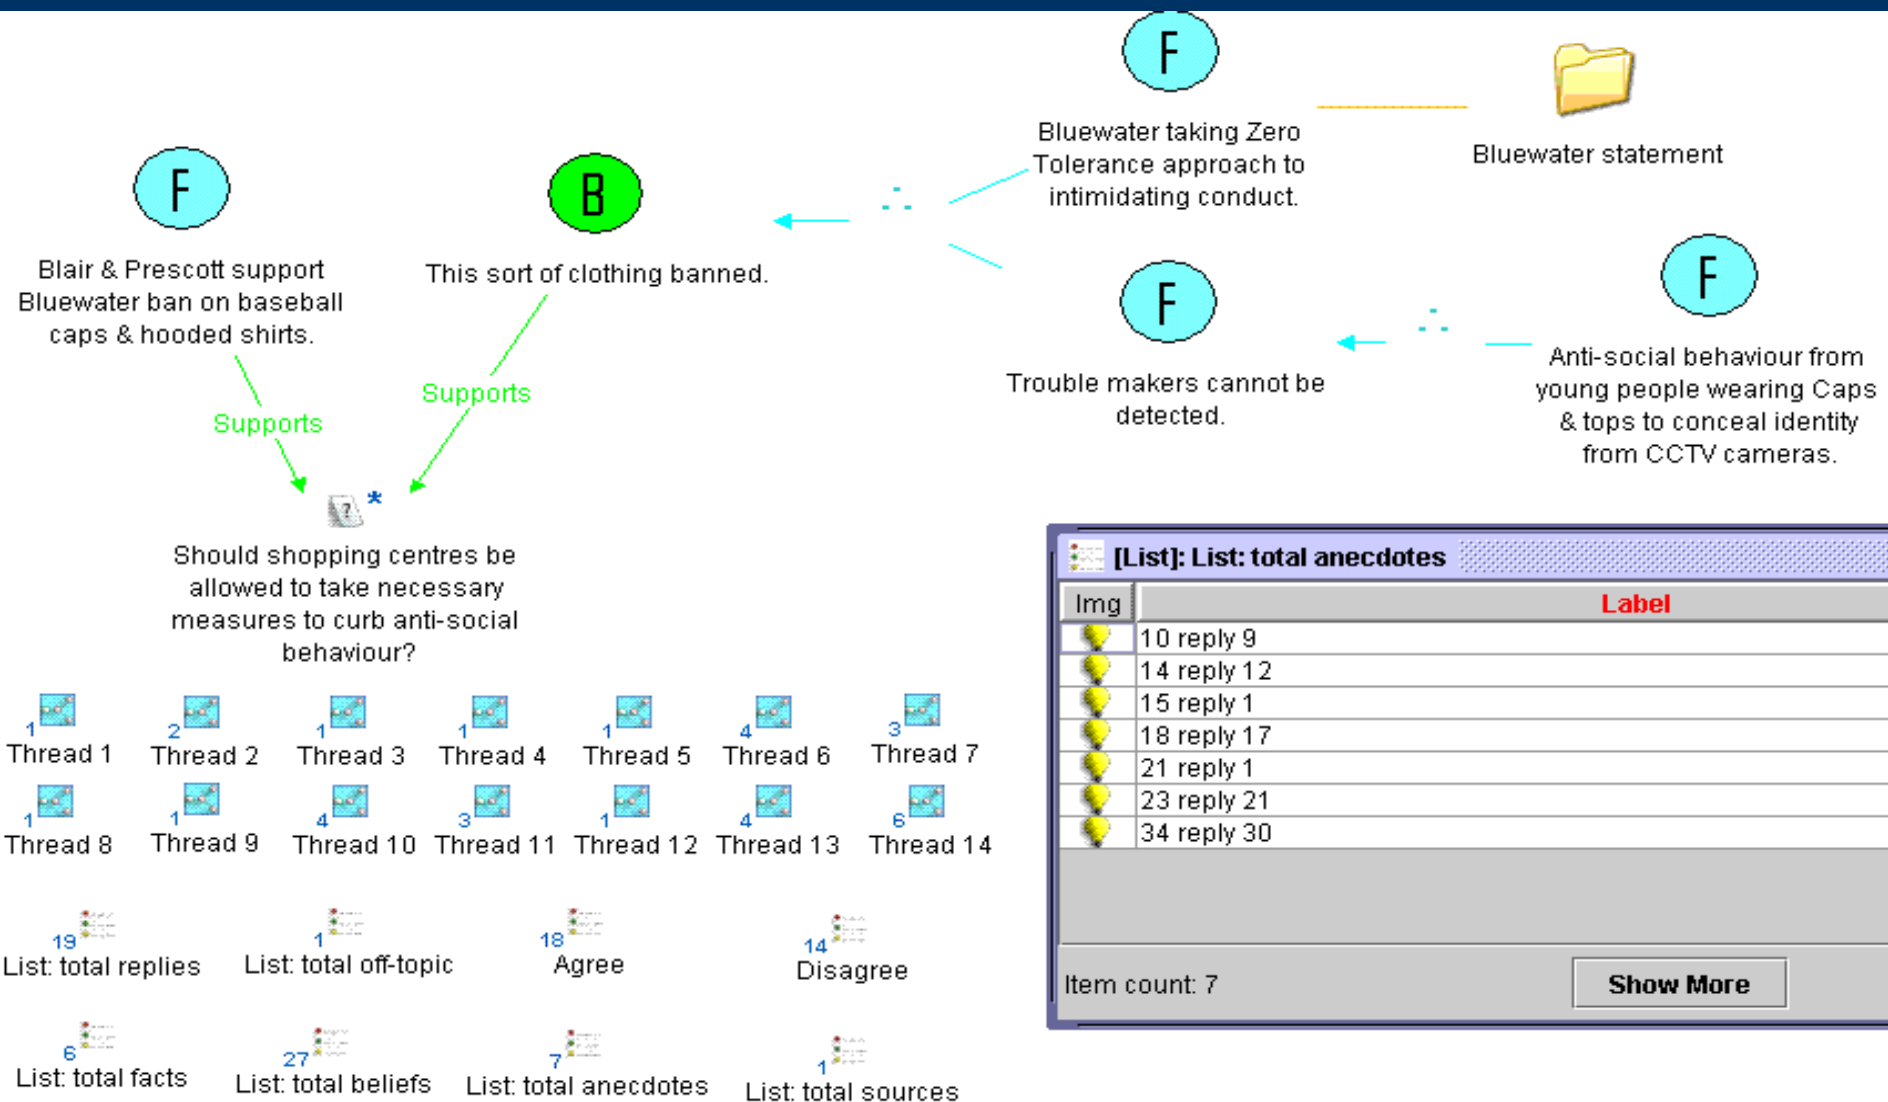 F
Bluewater taking Zero
Tolerance approach to
intimidating conduct.
Bluewater statement
F
Blair & Prescott support
Bluewater ban on baseball
caps & hooded shirts.
B
This sort of clothing banned.
F
Trouble makers cannot be
detected.
F
Anti-social behaviour from
young people wearing Caps
& tops to conceal identity
from CCTV cameras.
Supports
Supports
? *
Should shopping centres be
allowed to take necessary
measures to curb anti-social
behaviour?
1
Thread 1
2
Thread 2
1
Thread 3
1
Thread 4
1
Thread 5
4
Thread 6
3
Thread 7
1
Thread 8
1
Thread 9
4
Thread 10
3
Thread 11
1
Thread 12
4
Thread 13
6
Thread 14
19
List: total replies
1
List: total off-topic
18
Agree
14
Disagree
6
List: total facts
27
List: total beliefs
7
List: total anecdotes
1
List: total sources
[List]: List: total anecdotes
Img Label
10 reply 9
14 reply 12
15 reply 1
18 reply 17
21 reply 1
23 reply 21
34 reply 30
Item count: 7
Show More